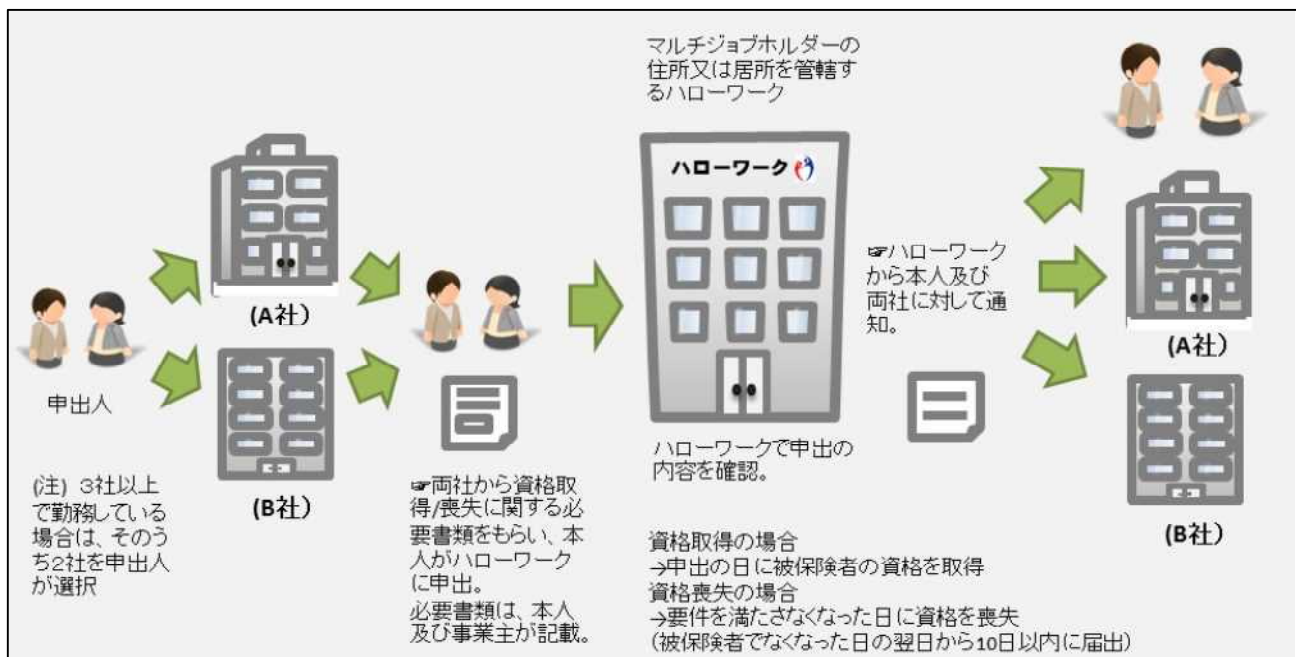 申出人
(注) 3社以上
で勤務している
場合は、そのう
ち2社を申出人
が選択
(A社)
(B社)
☞両社から資格取
得/喪失に関する必
要書類をもらい、本
人がハローワーク
に申出。
必要書類は、本人
及び事業主が記載。
マルチジョブホルダーの
住所又は居所を管轄す
るハローワーク
ハローワーク
ハローワークで申出の
内容を確認。
資格取得の場合
→申出の日に被保険者の資格を取得
資格喪失の場合
→要件を満たさなくなった日に資格を喪失
(被保険者でなくなった日の翌日から10日以内に届出)
☞ハローワーク
から本人及び
両社に対して通
知。
(A社)
(B社)